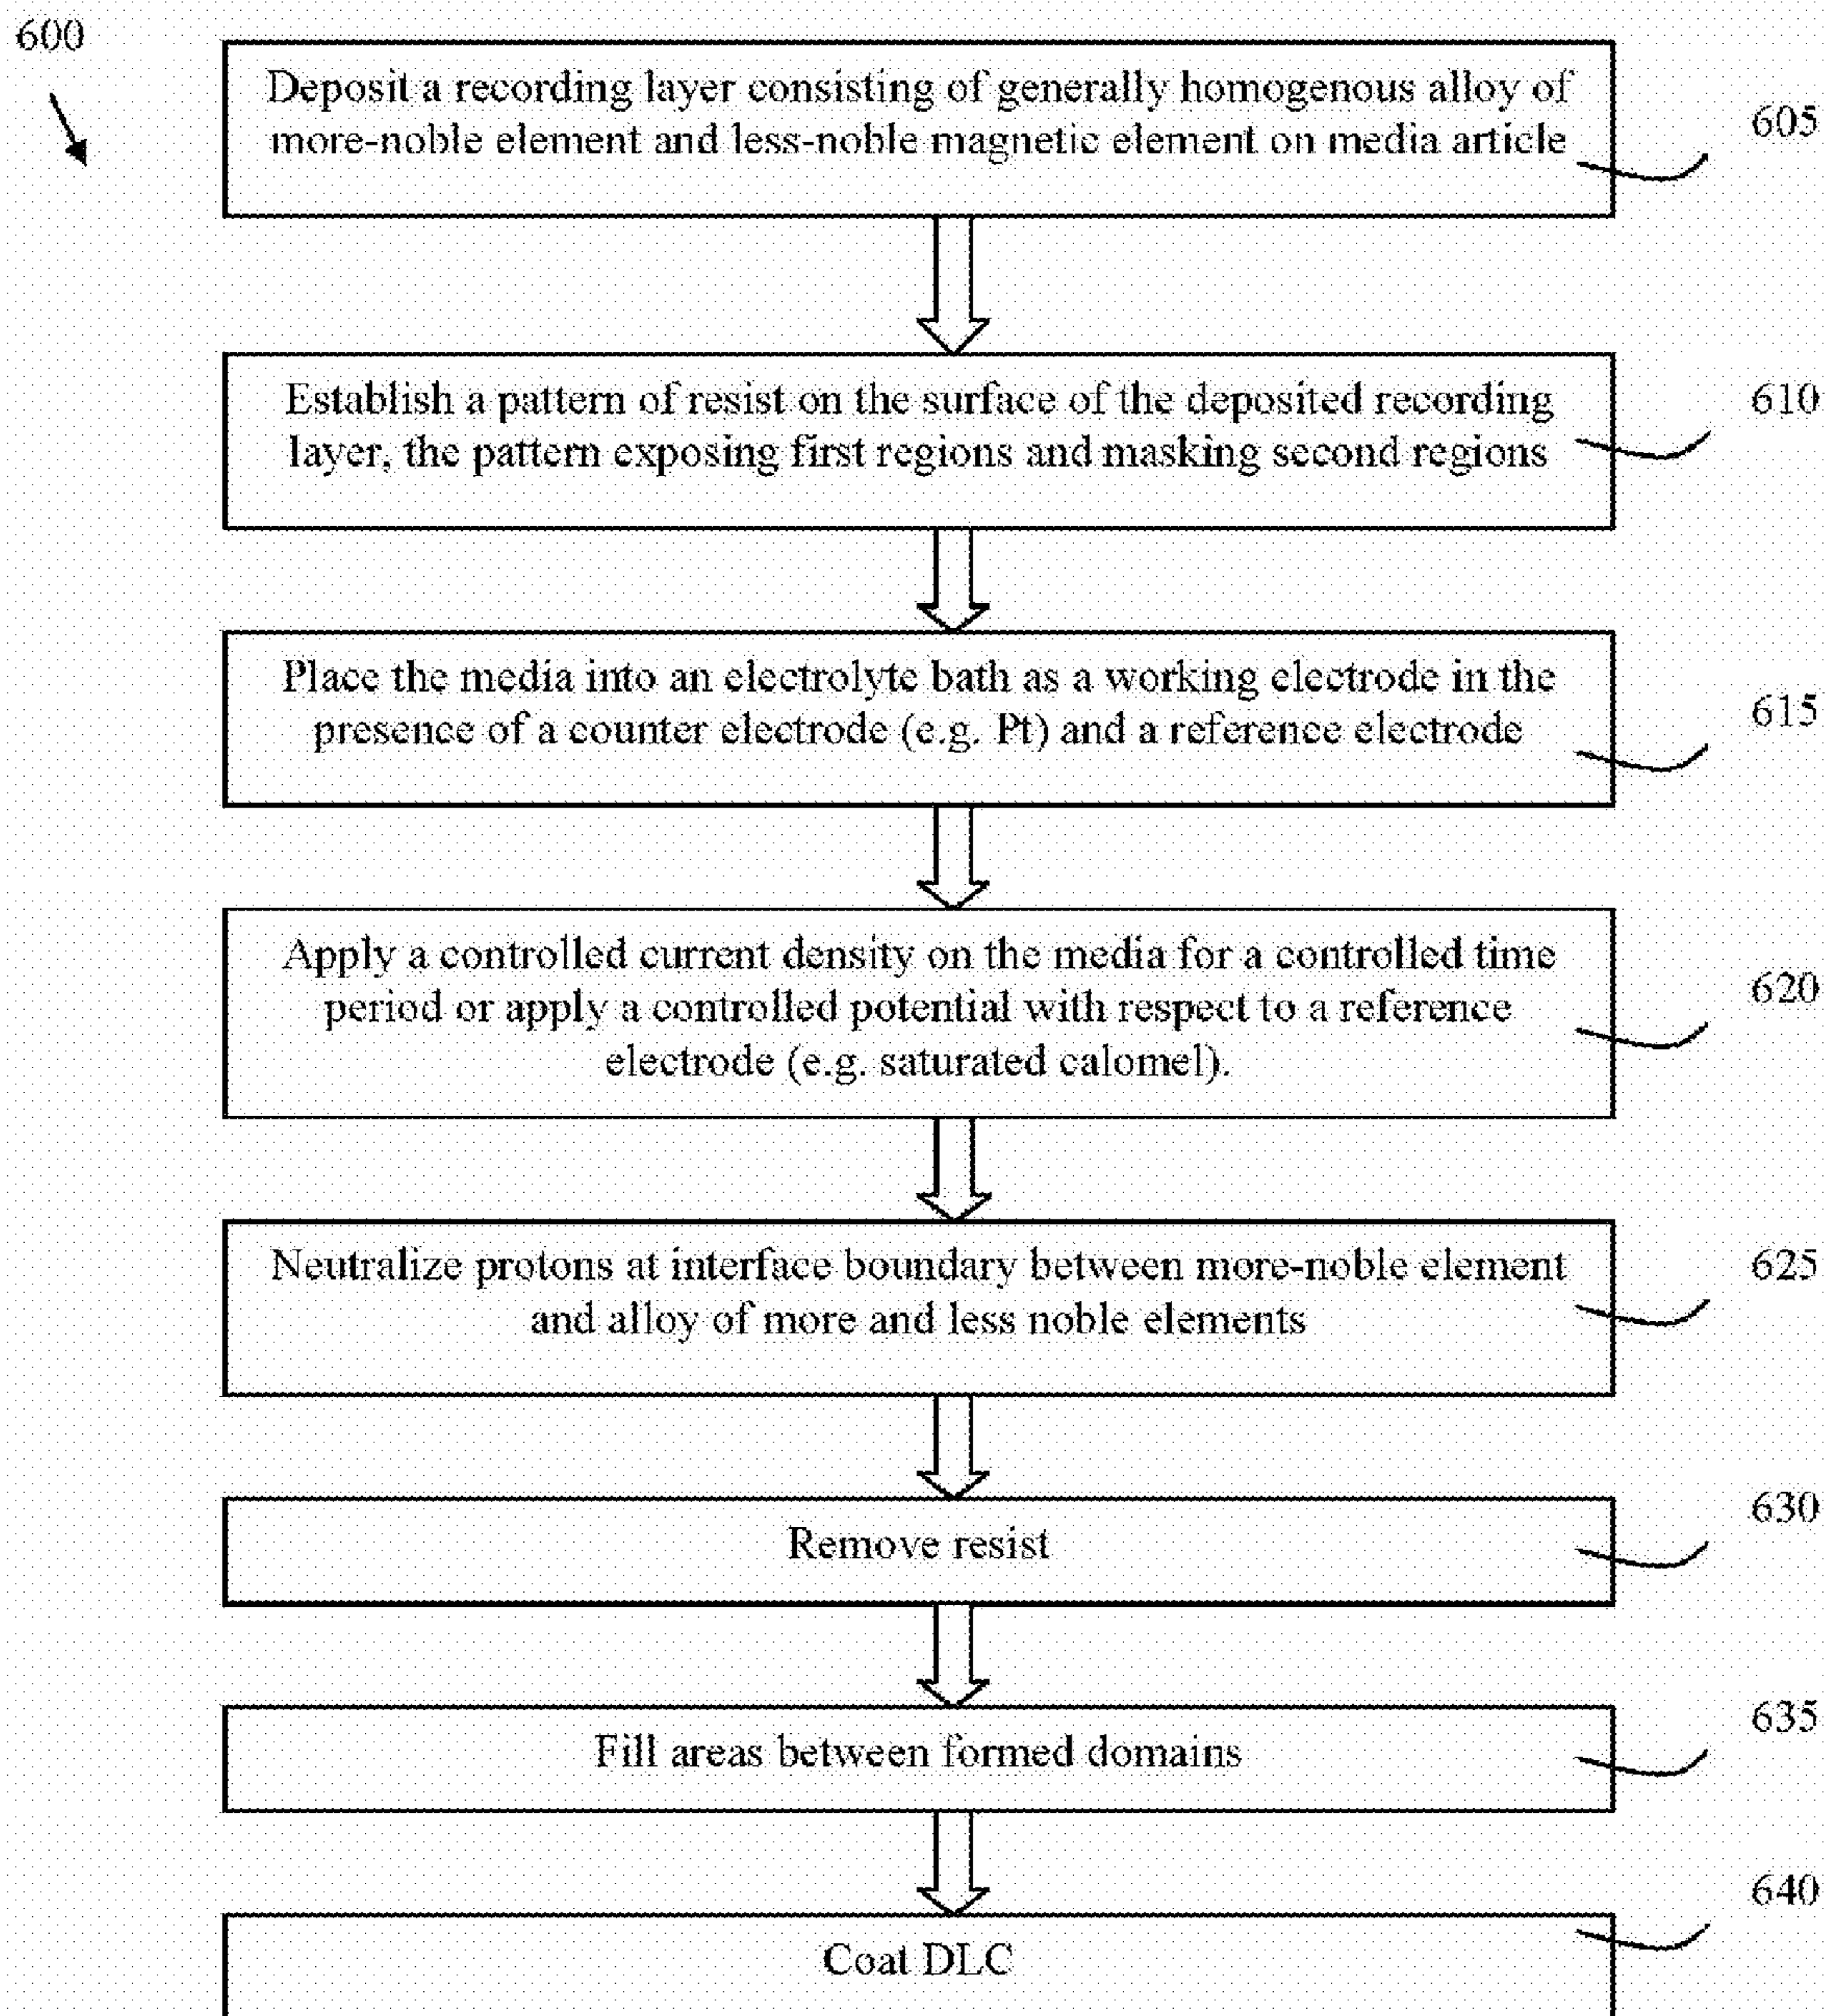 600
Deposit a recording layer consisting of generally homogenous alloy of
more-noble element and less-noble magnetic element on media article
605
Establish a pattern of resist on the surface of the deposited recording
layer, the pattern exposing first regions and masking second regions
610
Place the media into an electrolyte bath as a working electrode in the
presence of a counter electrode (e.g. Pt) and a reference electrode
615
Apply a controlled current density on the media for a controlled time
period or apply a controlled potential with respect to a reference
electrode (e.g. saturated calomel).
620
Neutralize protons at interface boundary between more-noble element
and alloy of more and less noble elements
625
Remove resist
630
Fill areas between formed domains
635
Coat DLC
640